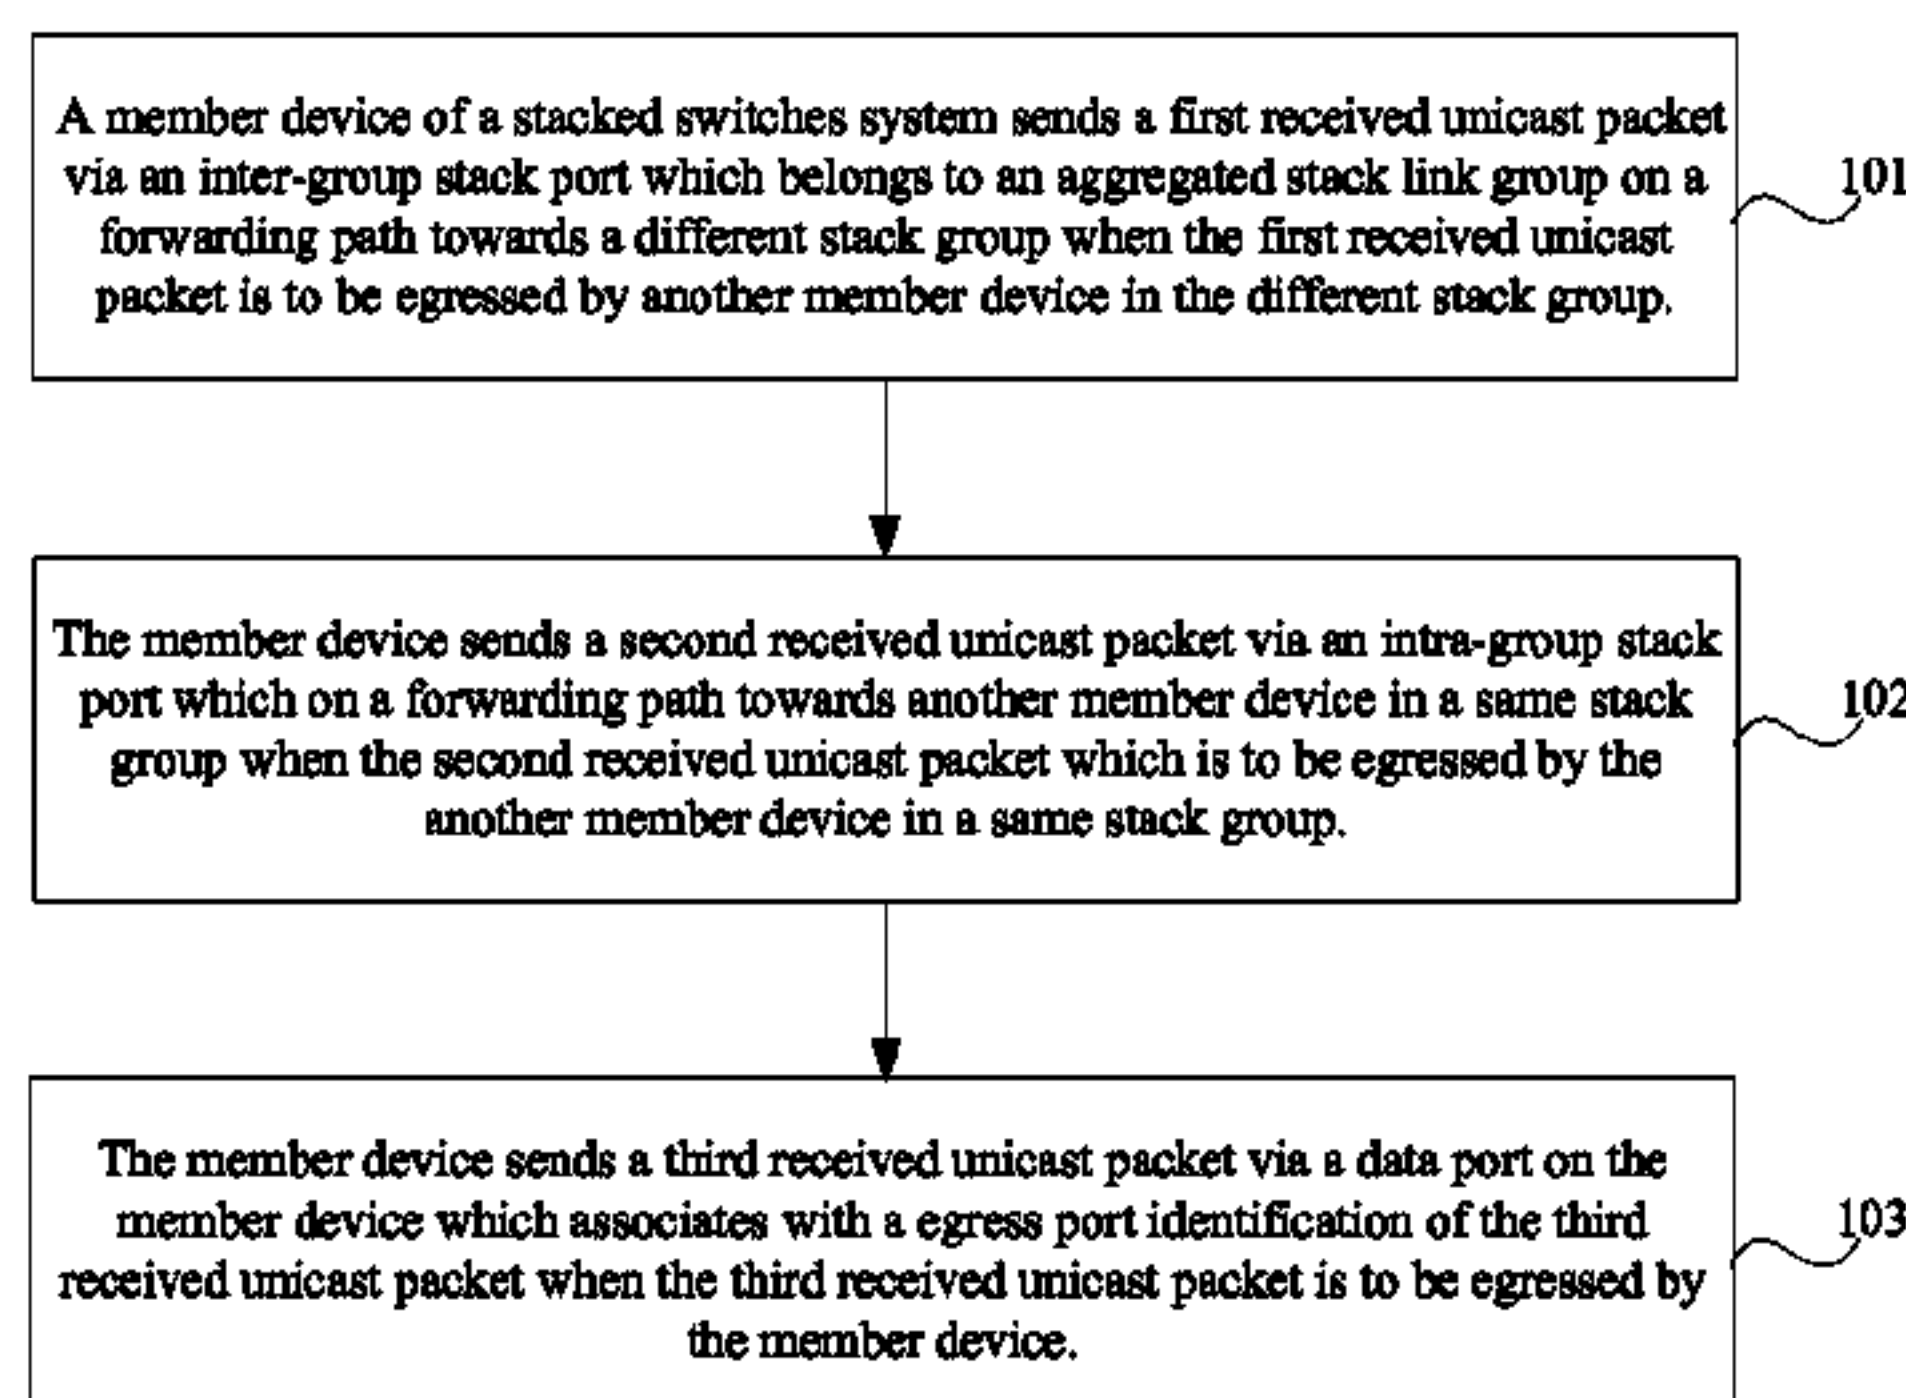 A member device of a stacked switches system sends a first received unicast packet
via an inter-group stack port which belongs to an aggregated stack link group on a
forwarding path towards a different stack group when the first received unicast
packet is to be egressed by another member device in the different stack group.
101
The member device sends a second received unicast packet via an intra-group stack
port which on a forwarding path towards another member device in a same stack
group when the second received unicast packet which is to be egressed by the
another member device in a same stack group.
102
The member device sends a third received unicast packet via a data port on the
member device which associates with a egress port identification of the third
received unicast packet when the third received unicast packet is to be egressed by
the member device.
103